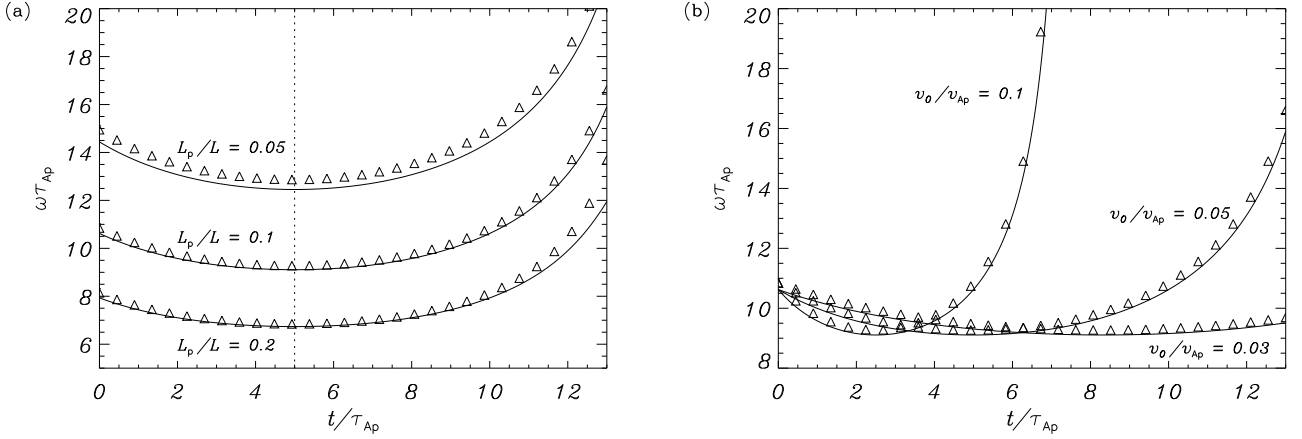 (a)
20
18
16
14
12
10
8
6
ωτ_Ap
L_p/L = 0.05
L_p/L = 0.1
L_p/L = 0.2
0 2 4 6 8 10 12
t/τ_Ap
(b)
20
18
16
14
12
10
8
ωτ_Ap
v_0/v_Ap = 0.1
v_0/v_Ap = 0.05
v_0/v_Ap = 0.03
0 2 4 6 8 10 12
t/τ_Ap